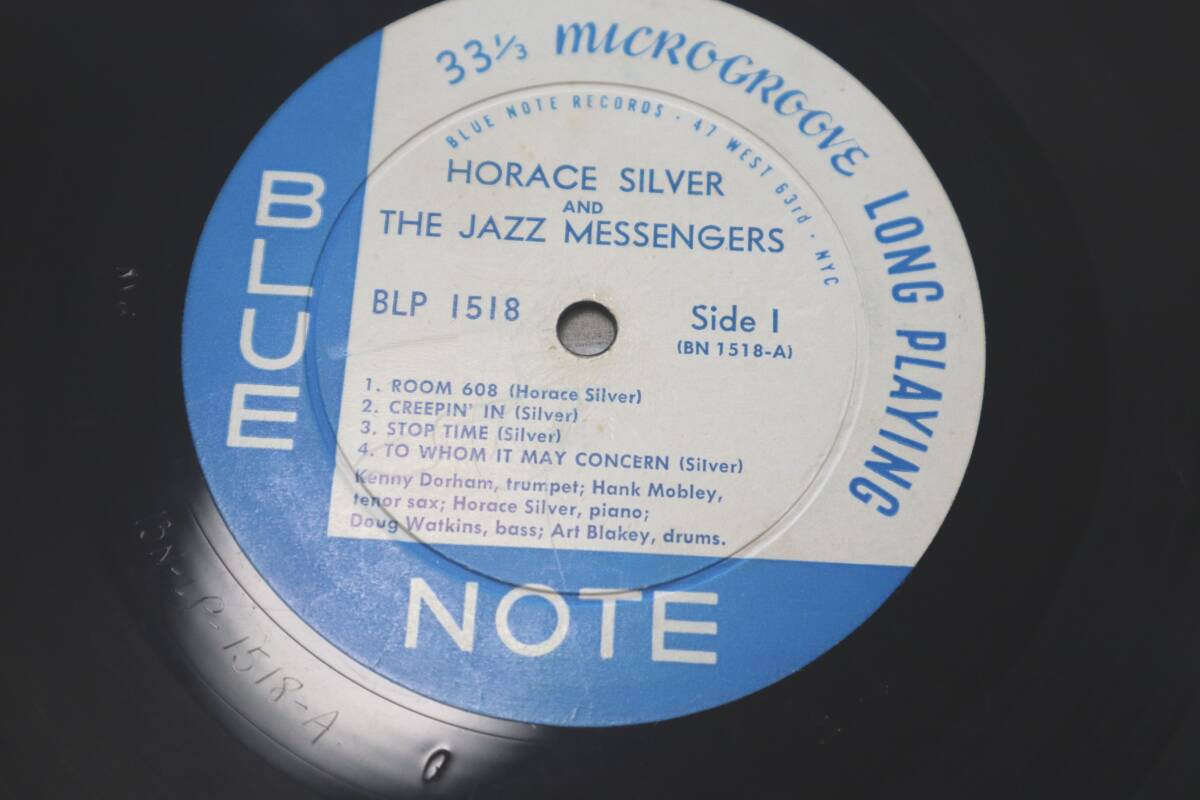 33⅓ MICROGROOVE LONG PLAYING
BLUE NOTE RECORDS · 47 WEST 63rd · NYC
HORACE SILVER
AND
THE JAZZ MESSENGERS
BLP 1518
Side 1
(BN 1518-A)
1. ROOM 608 (Horace Silver)
2. CREEPIN' IN (Silver)
3. STOP TIME (Silver)
4. TO WHOM IT MAY CONCERN (Silver)
Kenny Dorham, trumpet; Hank Mobley,
tenor sax; Horace Silver, piano;
Doug Watkins, bass; Art Blakey, drums.
BLUE
NOTE
BN-LP-1518-A